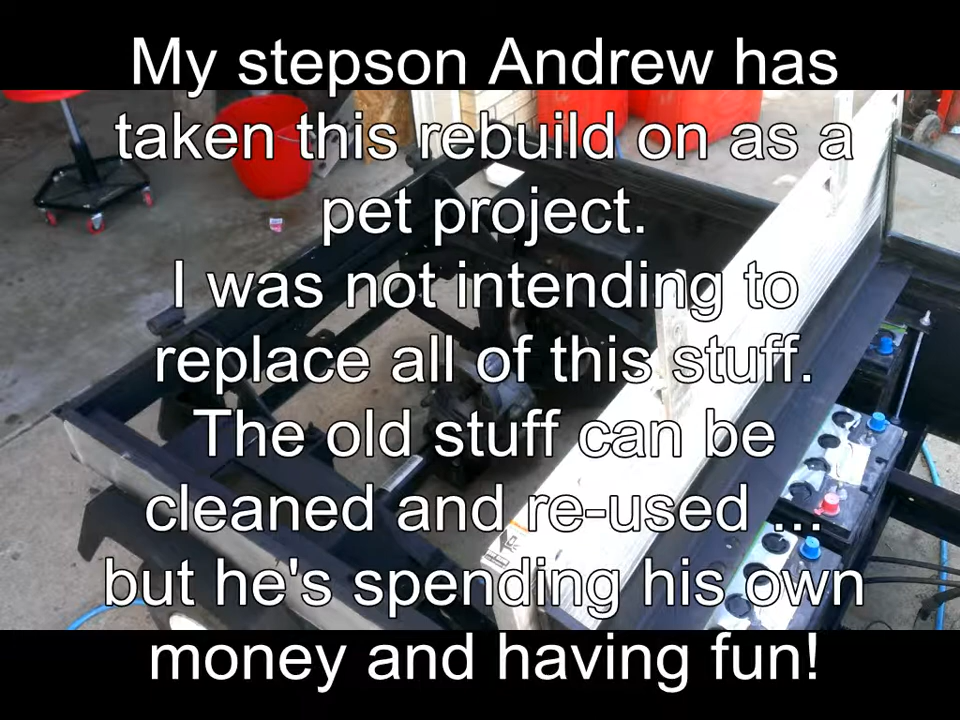 My stepson Andrew has
taken this rebuild on as a
pet project.
I was not intending to
replace all of this stuff.
The old stuff can be
cleaned and re-used ...
but he's spending his own
money and having fun!